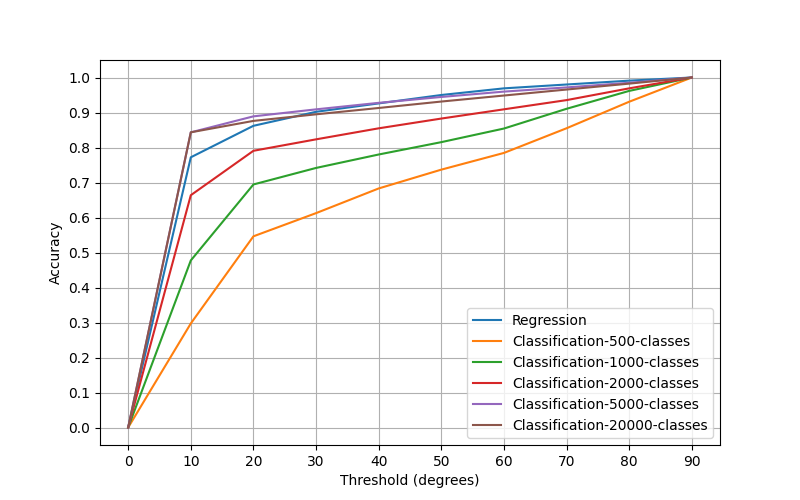 1.0
0.9
0.8
0.7
0.6
0.5
0.4
0.3
0.2
0.1
0.0
Accuracy
0 10 20 30 40 50 60 70 80 90
Threshold (degrees)
Regression
Classification-500-classes
Classification-1000-classes
Classification-2000-classes
Classification-5000-classes
Classification-20000-classes